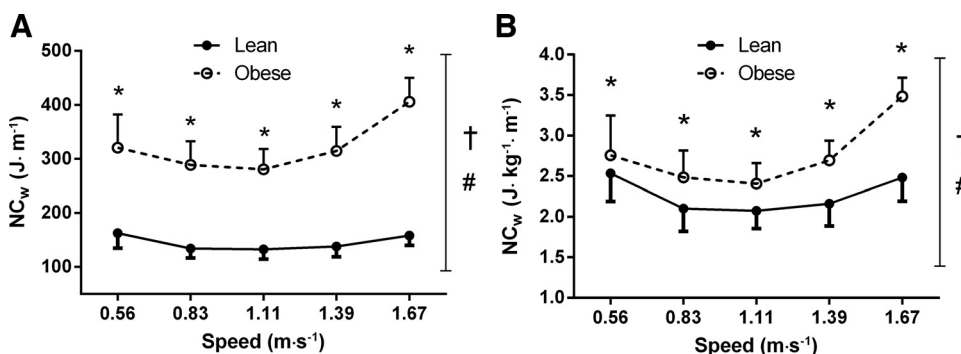 A
Lean
Obese
500
400
300
200
100
NCw (J· m⁻¹)
* * * * *
†
#
0.56 0.83 1.11 1.39 1.67
Speed (m·s⁻¹)
B
Lean
Obese
4.0
3.5
3.0
2.5
2.0
1.5
1.0
NCw (J· kg⁻¹· m⁻¹)
* * * * *
#
0.56 0.83 1.11 1.39 1.67
Speed (m·s⁻¹)